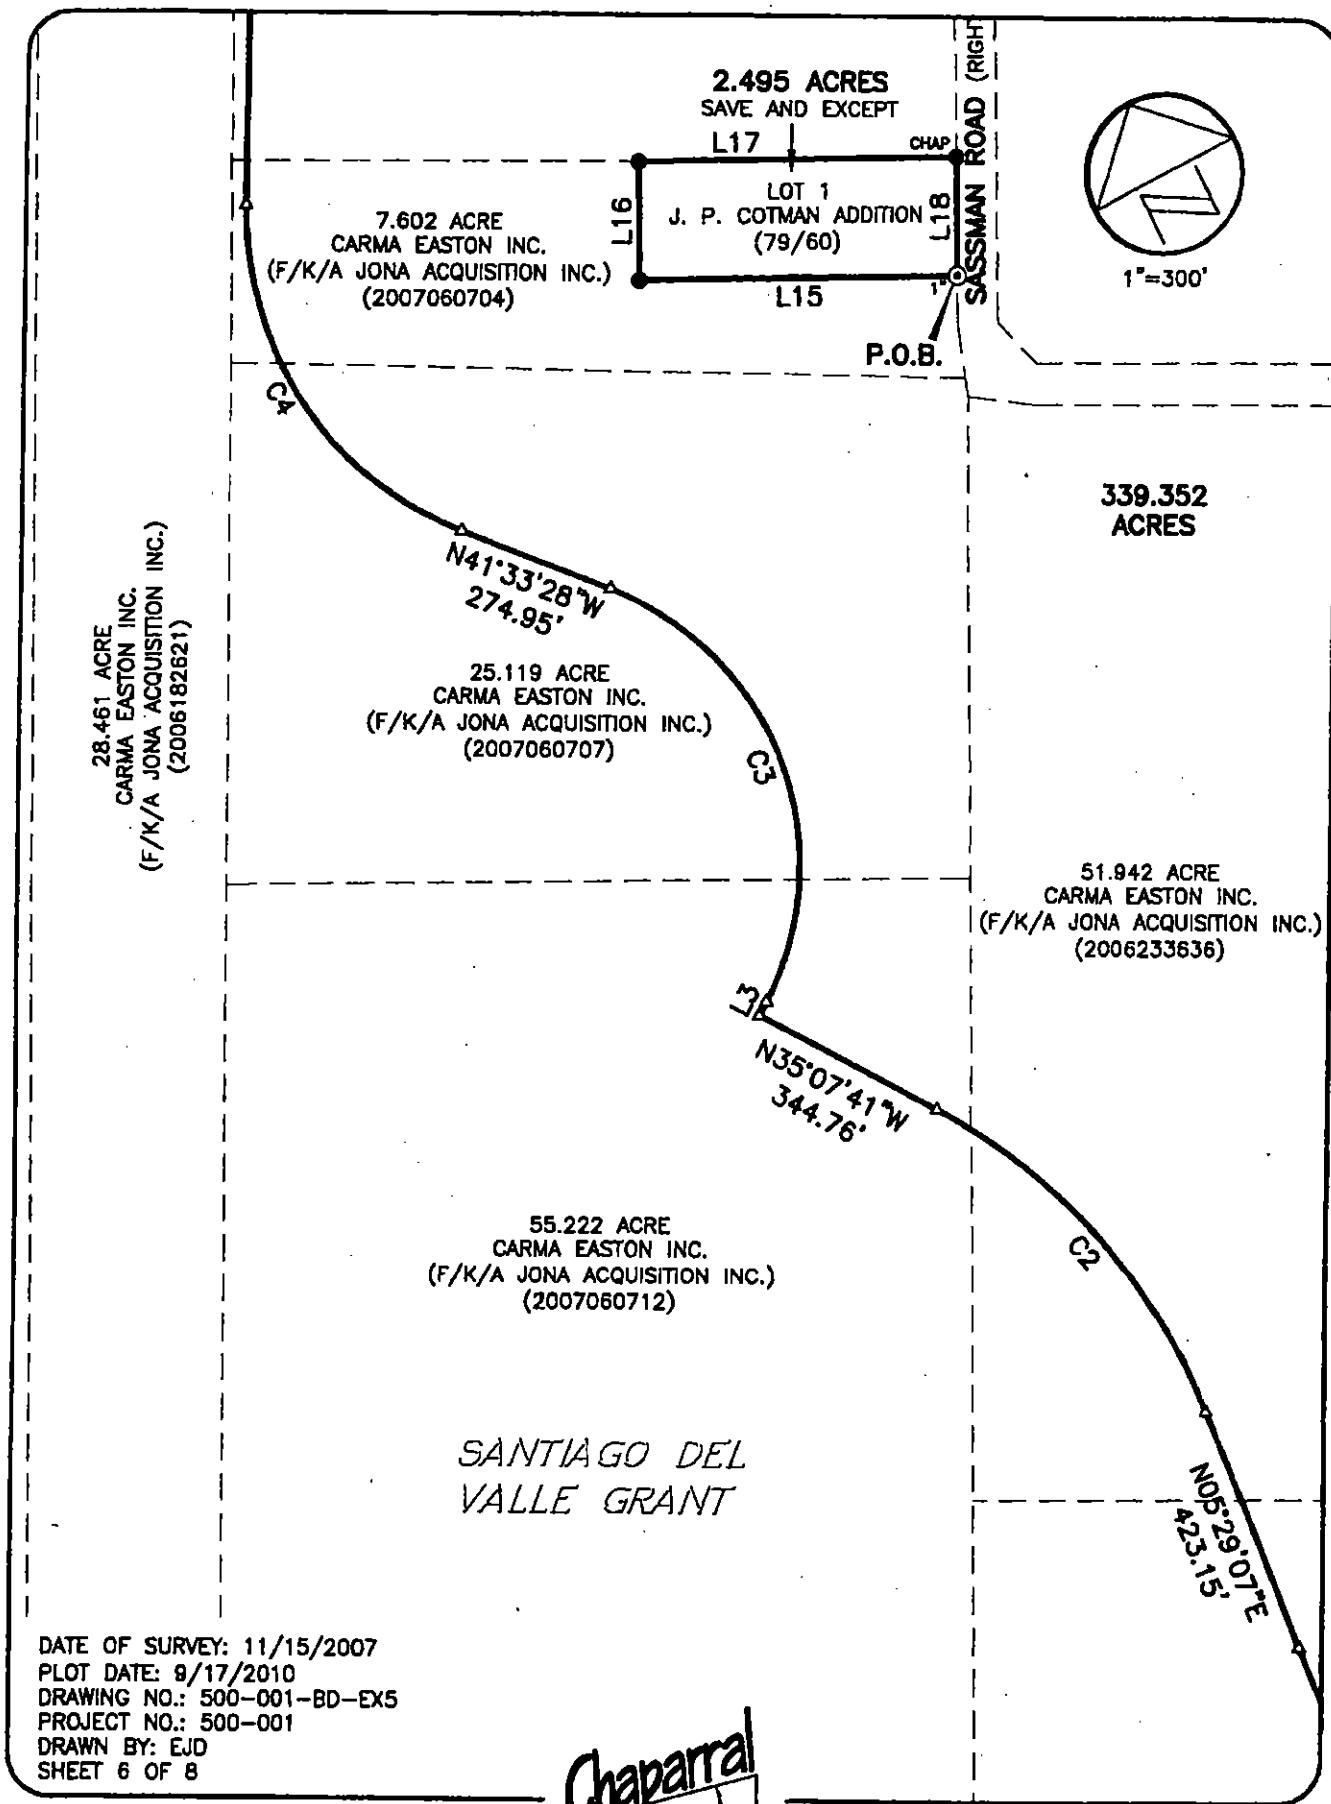 2.495 ACRES
SAVE AND EXCEPT
L17
CHAP
SASSMAN ROAD (RIGHT
LOT 1
J. P. COTMAN ADDITION
(79/60)
L16
L18
L15
1"
P.O.B.
1"=300'
7.602 ACRE
CARMA EASTON INC.
(F/K/A JONA ACQUISITION INC.)
(2007060704)
C4
339.352
ACRES
N41°33'28"W
274.95'
28.461 ACRE
CARMA EASTON INC.
(F/K/A JONA ACQUISITION INC.)
(2006182621)
25.119 ACRE
CARMA EASTON INC.
(F/K/A JONA ACQUISITION INC.)
(2007060707)
C3
51.942 ACRE
CARMA EASTON INC.
(F/K/A JONA ACQUISITION INC.)
(2006233636)
L3
N35°07'41"W
344.76'
55.222 ACRE
CARMA EASTON INC.
(F/K/A JONA ACQUISITION INC.)
(2007060712)
C2
SANTIAGO DEL
VALLE GRANT
N05°29'07"E
423.15'
DATE OF SURVEY: 11/15/2007
PLOT DATE: 9/17/2010
DRAWING NO.: 500-001-BD-EX5
PROJECT NO.: 500-001
DRAWN BY: EJD
SHEET 6 OF 8
Chaparral